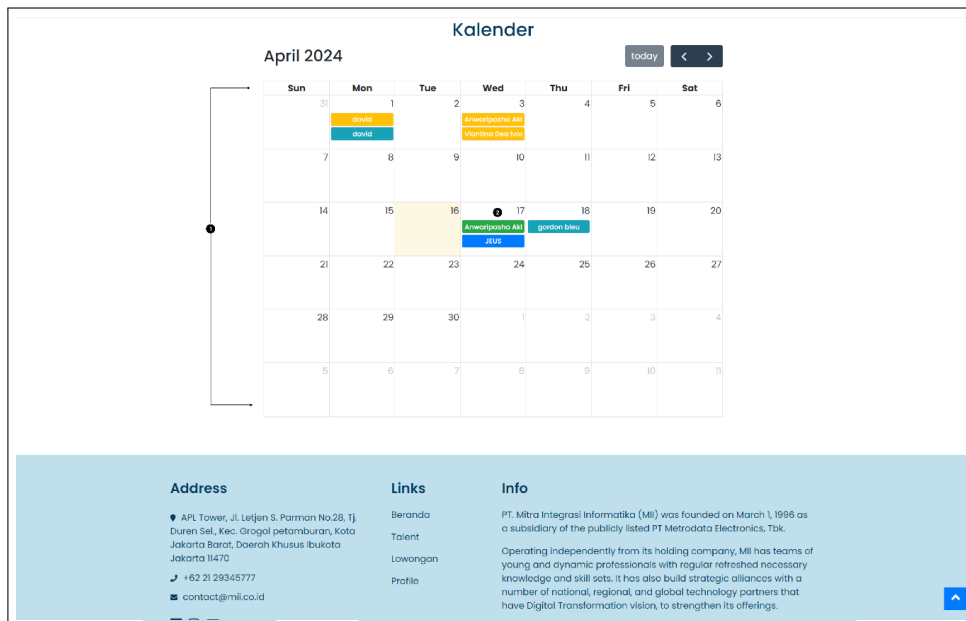 Kalender
April 2024
today
Sun Mon Tue Wed Thu Fri Sat
31 1 2 3 4 5 6
david Anwaripasha Akl
david
7 8 9 10 11 12 13
1
14 15 16 2 17 18 19 20
Anwaripasha Akl gordon bleu
JEUS
21 22 23 24 25 26 27
28 29 30 1 2 3 4
5 6 7 8 9 10 11
Address
APL Tower, Jl. Letjen S. Parman No.28, Tj.
Duren Sel., Kec. Grogol petamburan, Kota
Jakarta Barat, Daerah Khusus Ibukota
Jakarta 11470
+62 21 29345777
contact@mii.co.id
Links
Beranda
Talent
Lowongan
Profile
Info
PT. Mitra Integrasi Informatika (MII) was founded on March 1, 1996 as
a subsidiary of the publicly listed PT Metrodata Electronics, Tbk.
Operating independently from its holding company, MII has teams of
young and dynamic professionals with regular refreshed necessary
knowledge and skill sets. It has also build strategic alliances with a
number of national, regional, and global technology partners that
have Digital Transformation vision, to strengthen its offerings.